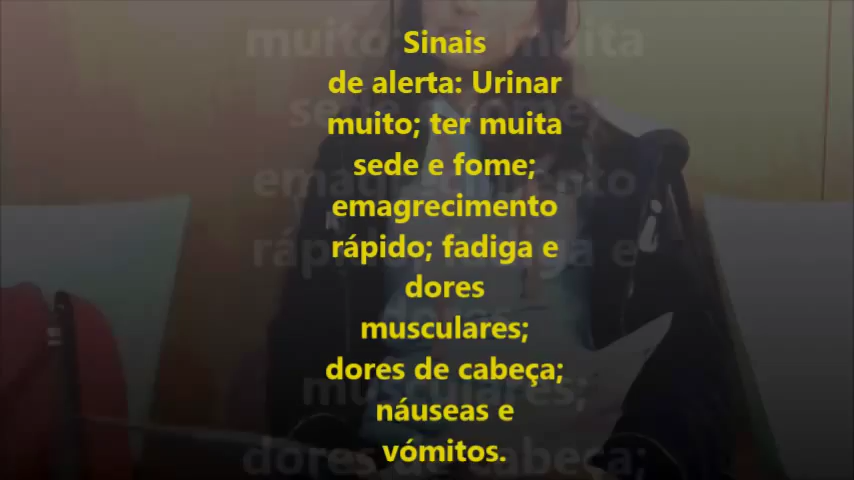 Sinais
de alerta: Urinar
muito; ter muita
sede e fome;
emagrecimento
rápido; fadiga e
dores
musculares;
dores de cabeça;
náuseas e
vómitos.